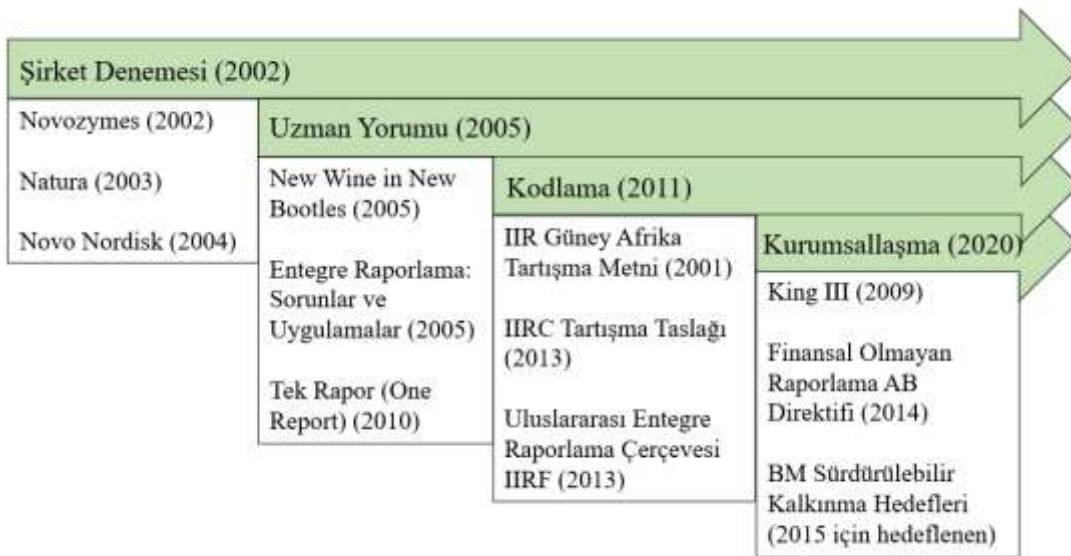 Şirket Denemesi (2002)
Novozymes (2002)
Natura (2003)
Novo Nordisk (2004)
Uzman Yorumu (2005)
New Wine in New
Bootles (2005)
Entegre Raporlama:
Sorunlar ve
Uygulamalar (2005)
Tek Rapor (One
Report) (2010)
Kodlama (2011)
IIR Güney Afrika
Tartışma Metni (2001)
IIRC Tartışma Taslağı
(2013)
Uluslararası Entegre
Raporlama Çerçevesi
IIRF (2013)
Kurumsallaşma (2020)
King III (2009)
Finansal Olmayan
Raporlama AB
Direktifi (2014)
BM Sürdürülebilir
Kalkınma Hedefleri
(2015 için hedeflenen)